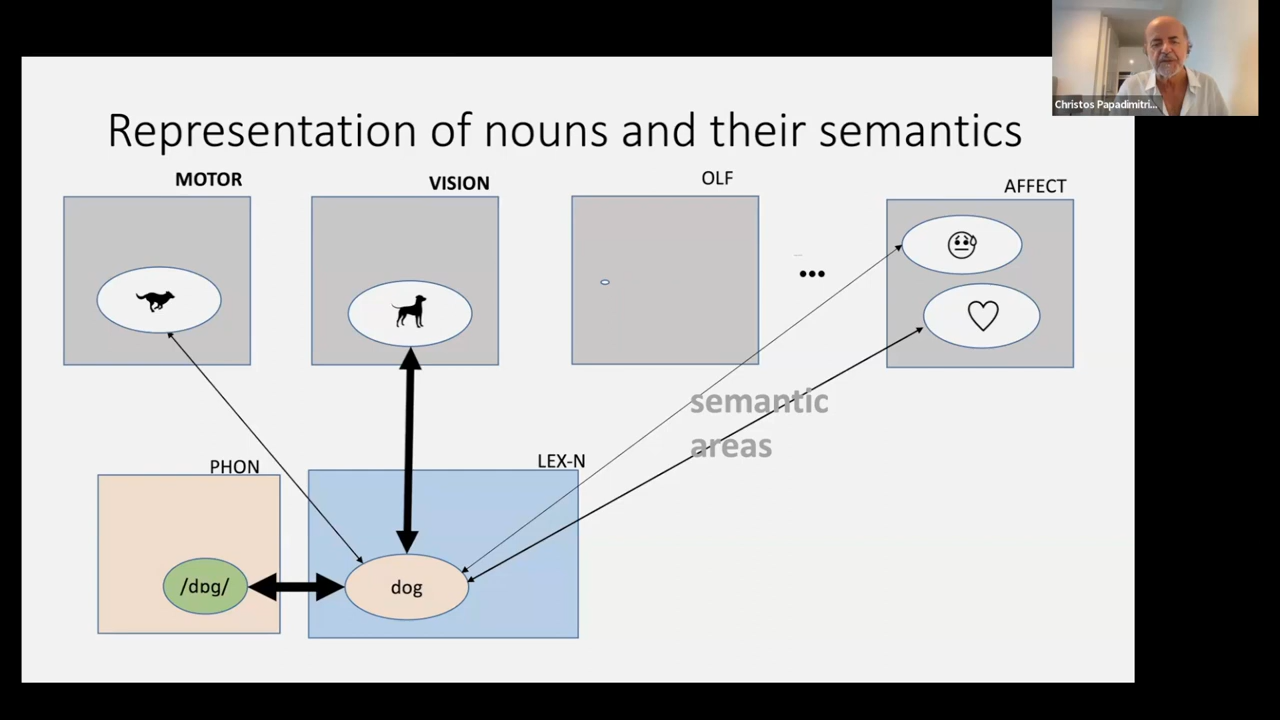 Christos Papadimitri...
Representation of nouns and their semantics
MOTOR
VISION
OLF
AFFECT
...
semantic
areas
PHON
LEX-N
/dɒg/
dog